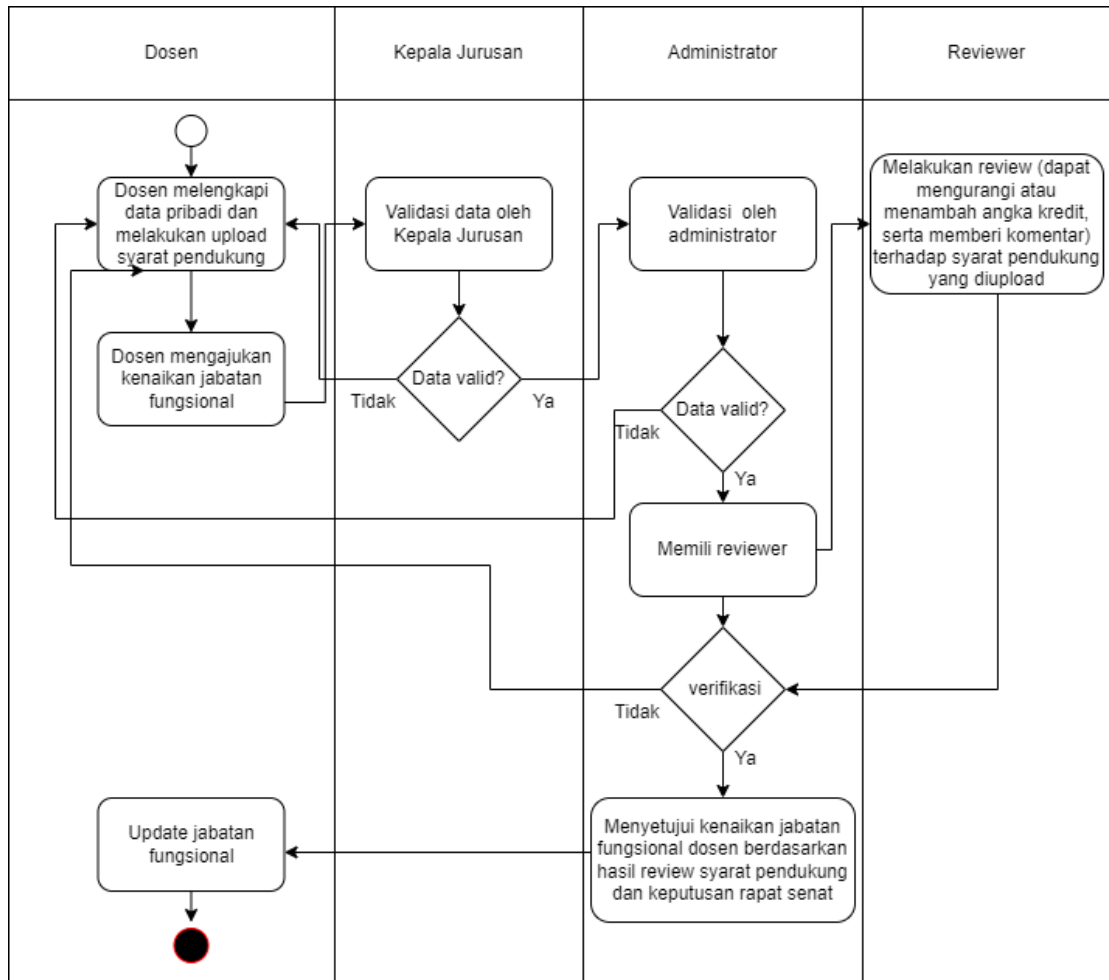 Dosen
Kepala Jurusan
Administrator
Reviewer
Dosen melengkapi
data pribadi dan
melakukan upload
syarat pendukung
Validasi data oleh
Kepala Jurusan
Validasi oleh
administrator
Melakukan review (dapat
mengurangi atau
menambah angka kredit,
serta memberi komentar)
terhadap syarat pendukung
yang diupload
Dosen mengajukan
kenaikan jabatan
fungsional
Data valid?
Tidak
Ya
Data valid?
Tidak
Ya
Memili reviewer
verifikasi
Tidak
Ya
Update jabatan
fungsional
Menyetujui kenaikan jabatan
fungsional dosen berdasarkan
hasil review syarat pendukung
dan keputusan rapat senat